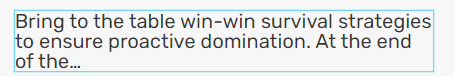 Bring to the table win-win survival strategies
to ensure proactive domination. At the end
of the...